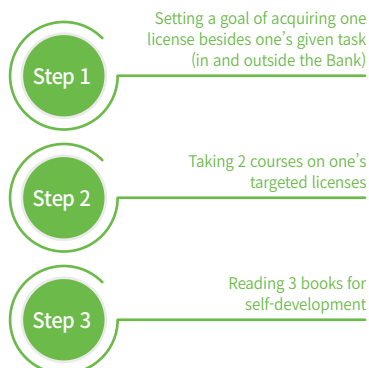 Setting a goal of acquiring one
license besides one's given task
(in and outside the Bank)
Step 1
Taking 2 courses on one's
targeted licenses
Step 2
Reading 3 books for
self-development
Step 3